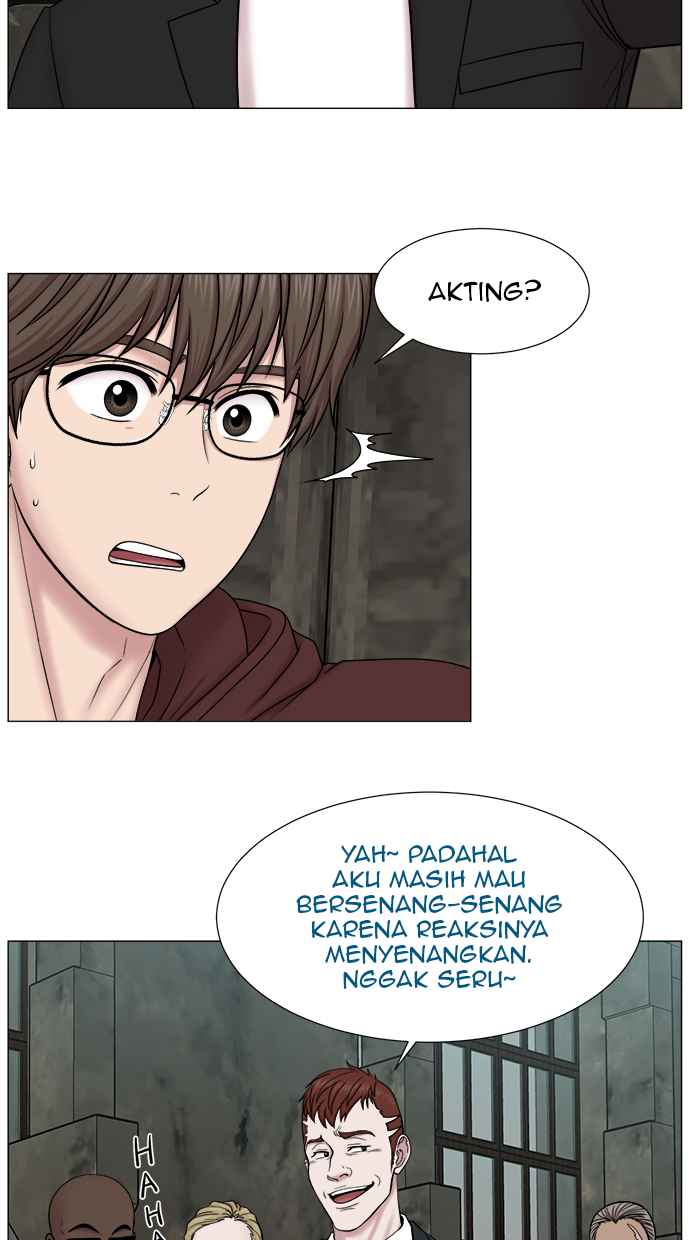 AKTING?
YAH~ PADAHAL
AKU MASIH MAU
BERSENANG-SENANG
KARENA REAKSINYA
MENYENANGKAN.
NGGAK SERU~
HAHA